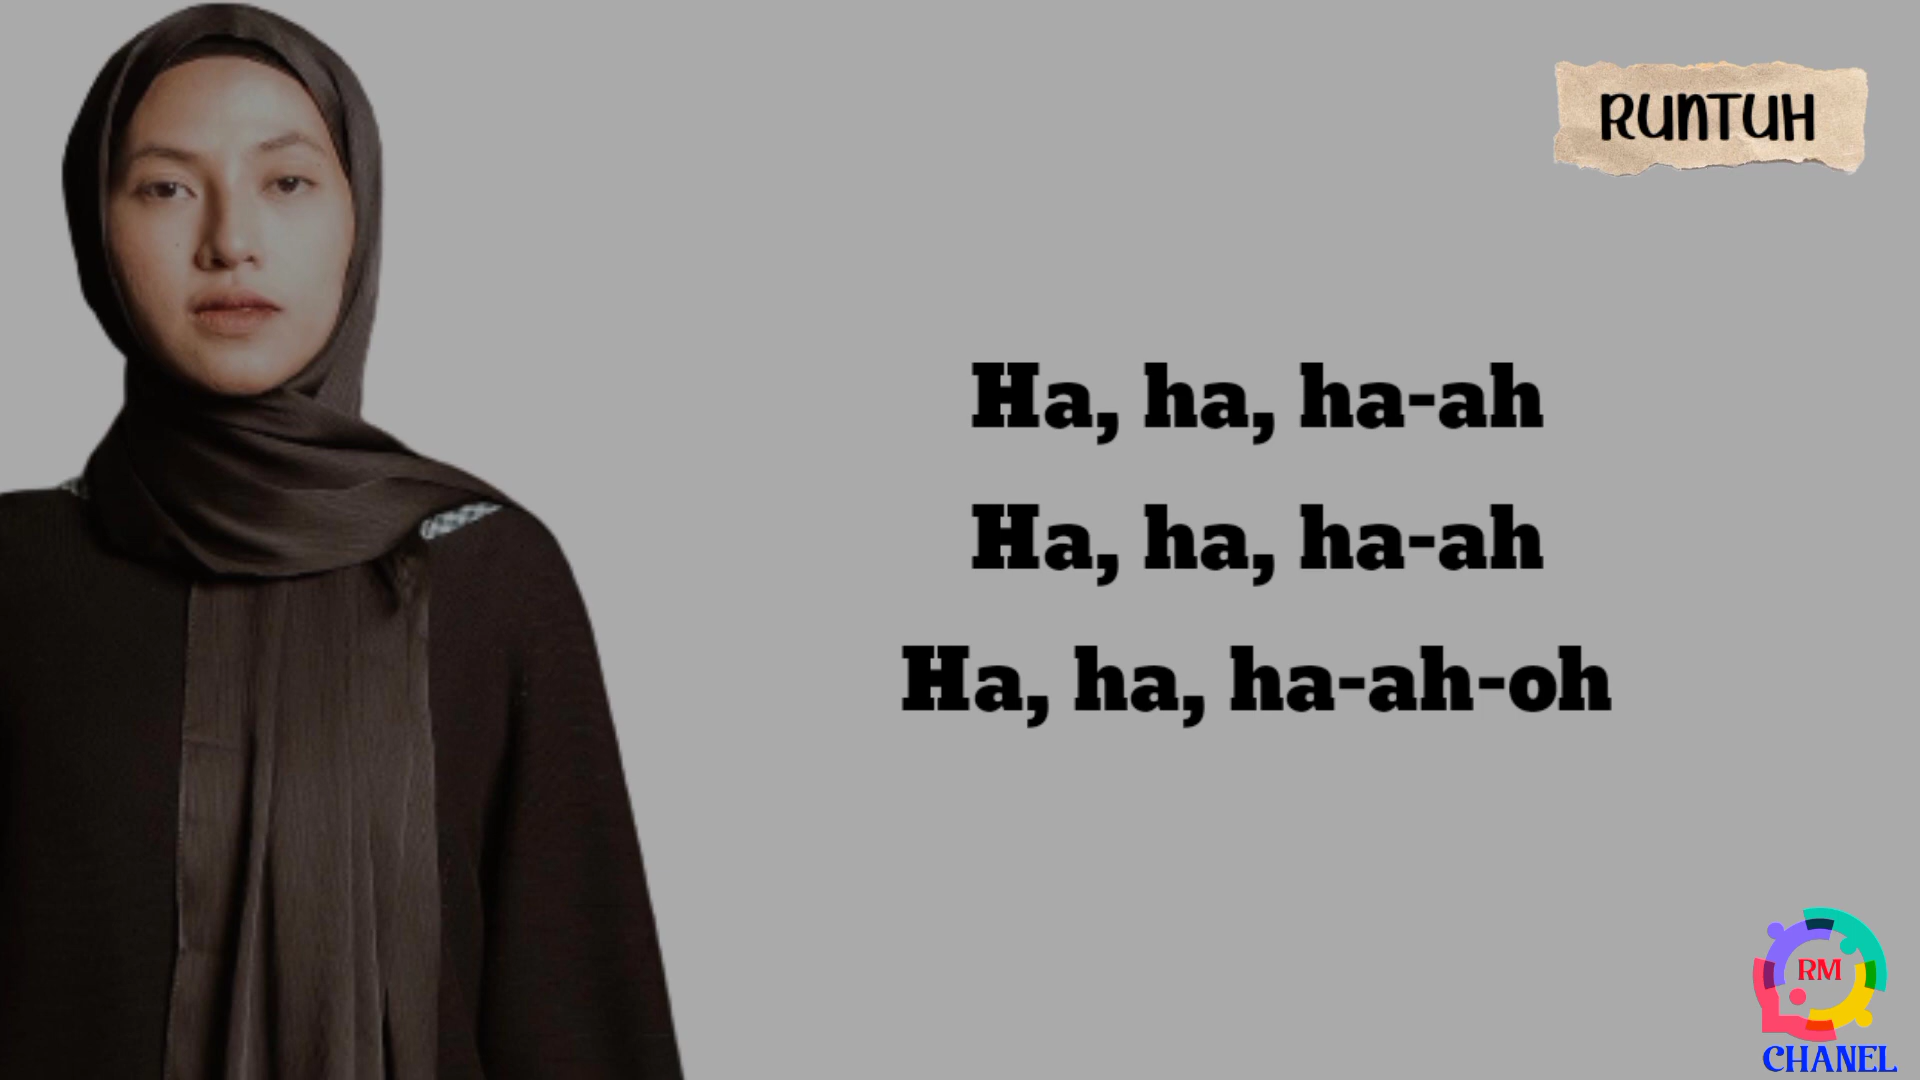 RUNTUH
Ha, ha, ha-ah
Ha, ha, ha-ah
Ha, ha, ha-ah-oh
RM
CHANEL